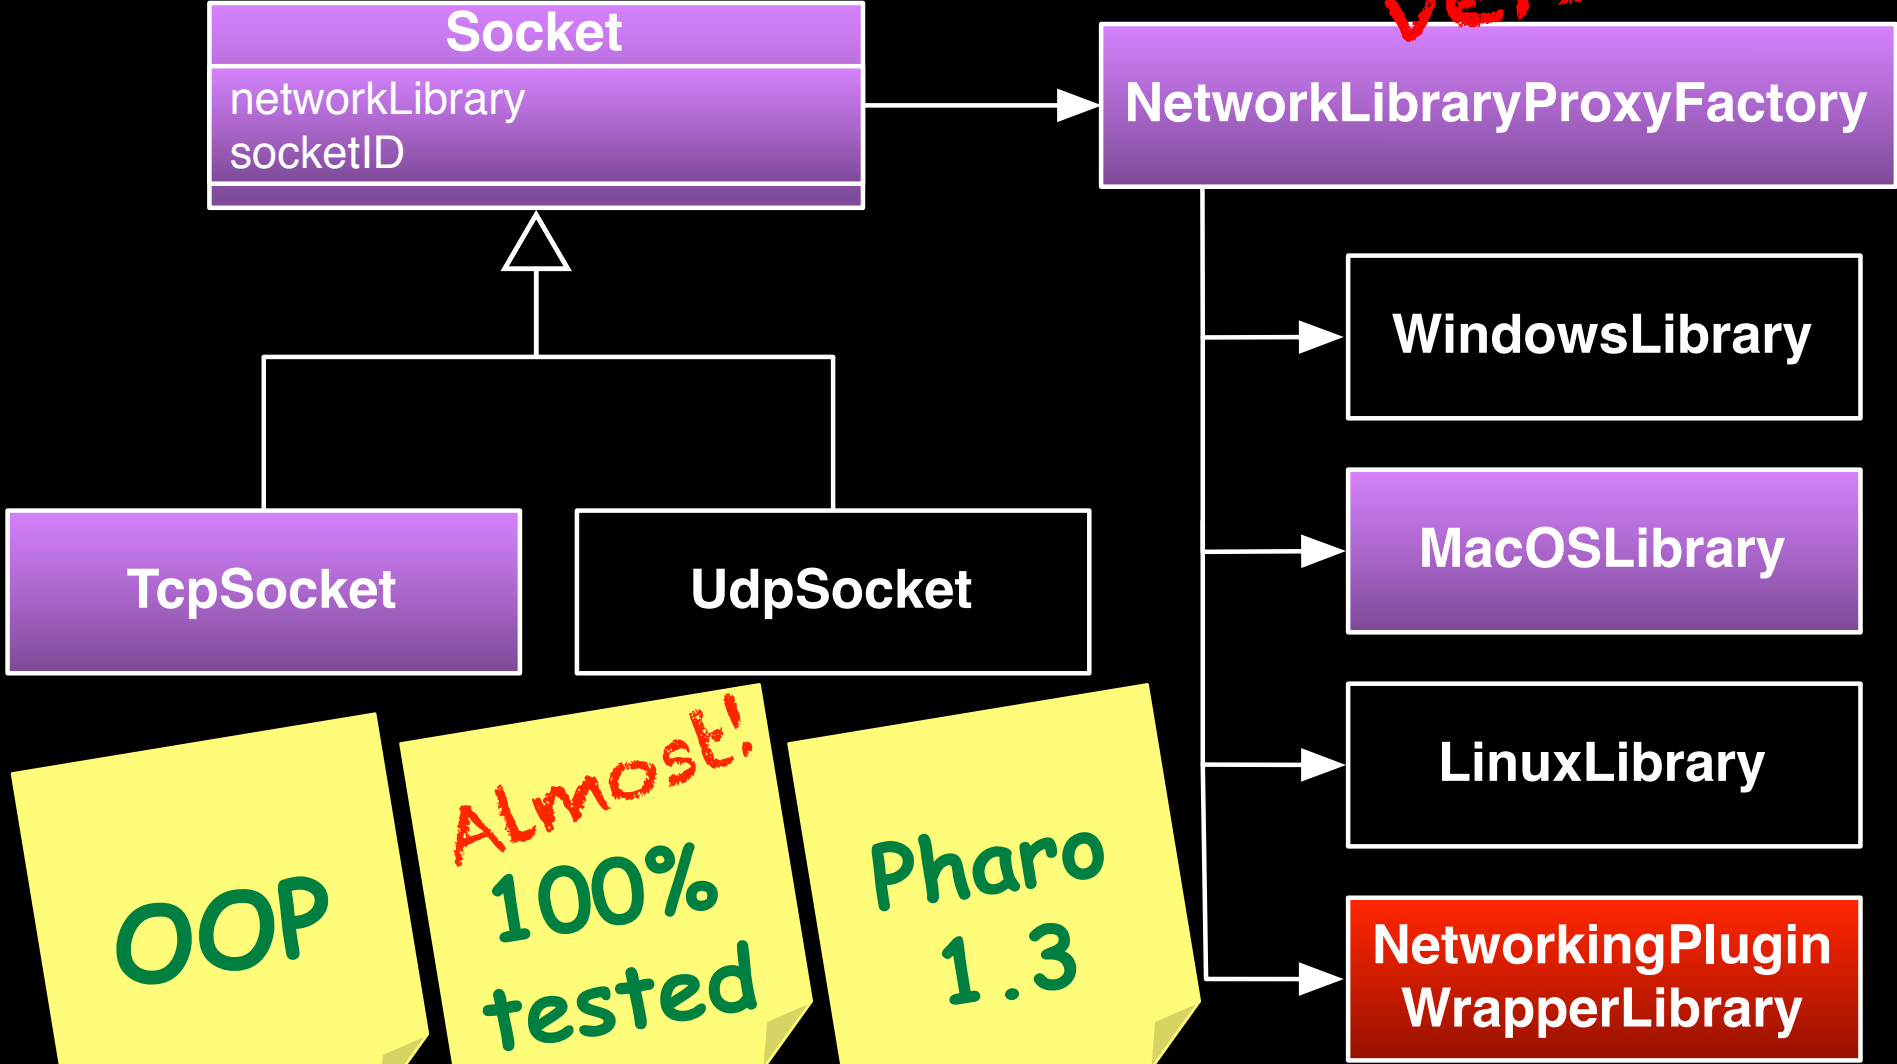 Socket
networkLibrary
socketID
NetworkLibraryProxyFactory
WindowsLibrary
MacOSLibrary
LinuxLibrary
NetworkingPlugin
WrapperLibrary
TcpSocket
UdpSocket
OOP
Almost!
100%
tested
Pharo
1.3